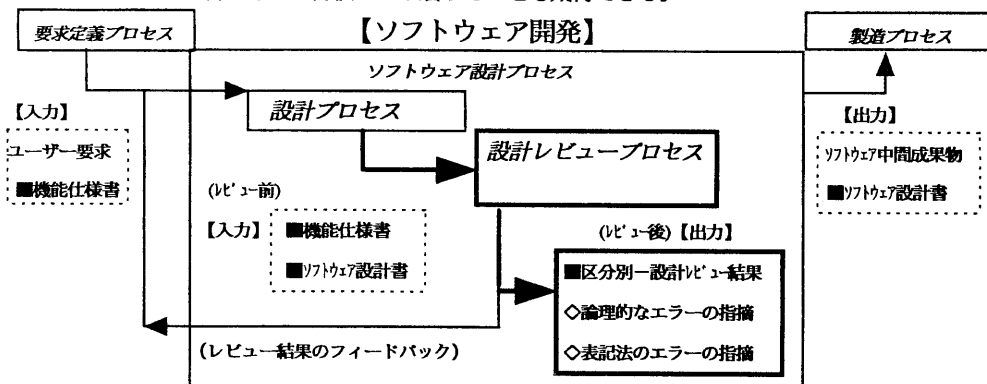 要求定義プロセス
【ソフトウェア開発】
製造プロセス
ソフトウェア設計プロセス
【入力】
設計プロセス
【出力】
ユーザー要求
■機能仕様書
設計レビュープロセス
ソフトウェア中間成果物
■ソフトウェア設計書
(レビュー前)
【入力】
■機能仕様書
■ソフトウェア設計書
(レビュー後)【出力】
■区分別－設計レビュー結果
◇論理的なエラーの指摘
◇表記法のエラーの指摘
(レビュー結果のフィードバック)